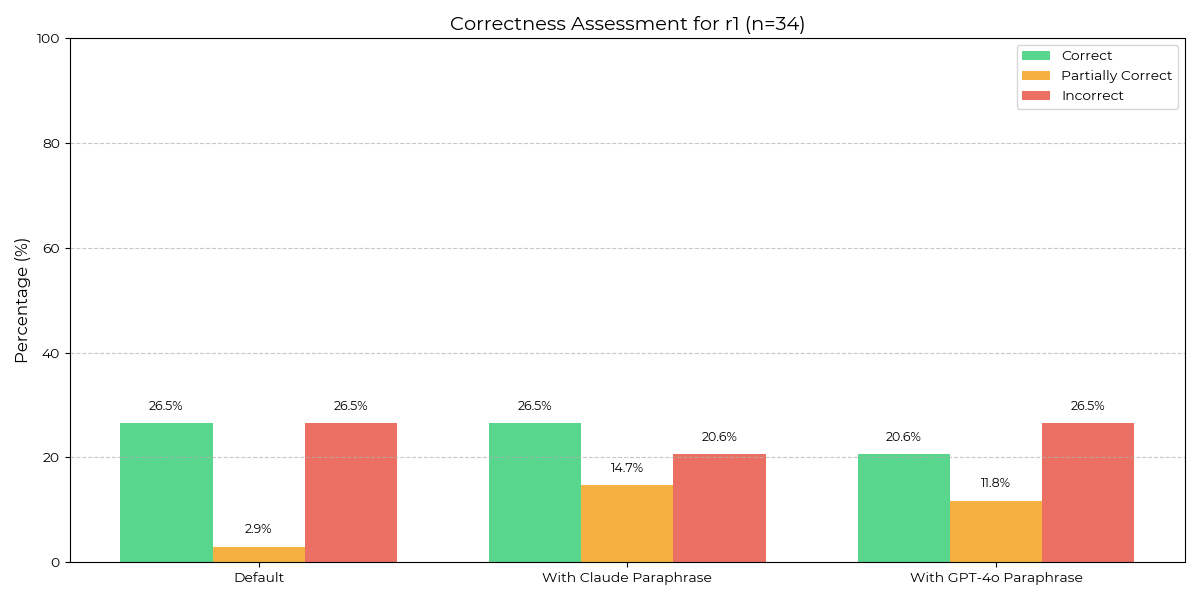 Correctness Assessment for r1 (n=34)
100
80
60
40
20
0
Percentage (%)
Correct
Partially Correct
Incorrect
26.5%
2.9%
26.5%
26.5%
14.7%
20.6%
20.6%
11.8%
26.5%
Default
With Claude Paraphrase
With GPT-4o Paraphrase